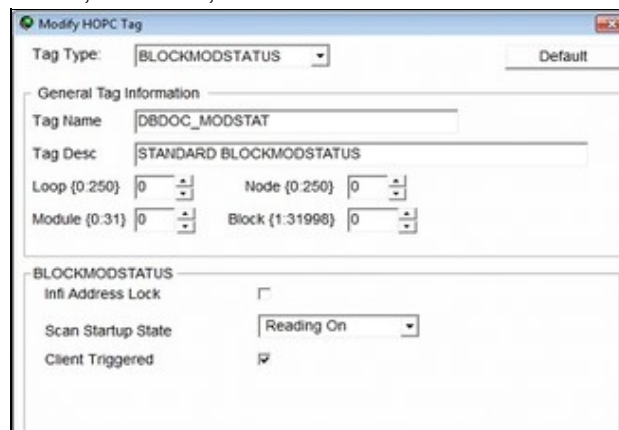 Modify HOPC Tag
Tag Type: BLOCKMODSTATUS Default
General Tag Information
Tag Name DBDOC_MODSTAT
Tag Desc STANDARD BLOCKMODSTATUS
Loop {0:250} 0 Node {0:250} 0
Module {0:31} 0 Block {1:31998} 0
BLOCKMODSTATUS
Infi Address Lock
Scan Startup State Reading On
Client Triggered